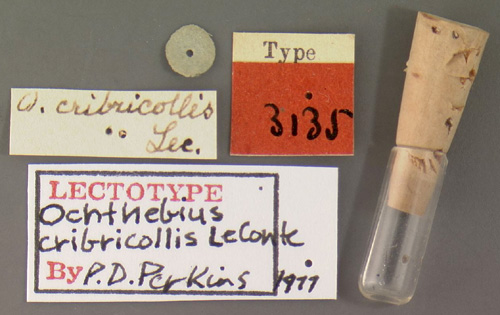 Type
3135
O. cribricollis
Lec.
LECTOTYPE
Ochthebius
cribricollis LeConte
By P.D. Perkins 1977